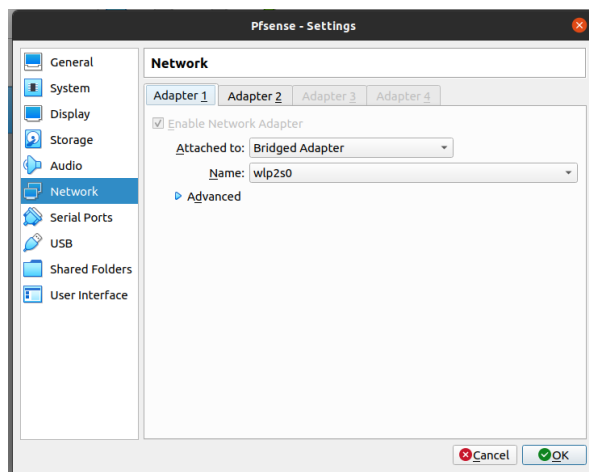 Pfsense - Settings
General
System
Display
Storage
Audio
Network
Serial Ports
USB
Shared Folders
User Interface
Network
Adapter 1 Adapter 2 Adapter 3 Adapter 4
Enable Network Adapter
Attached to: Bridged Adapter
Name: wlp2s0
Advanced
Cancel OK